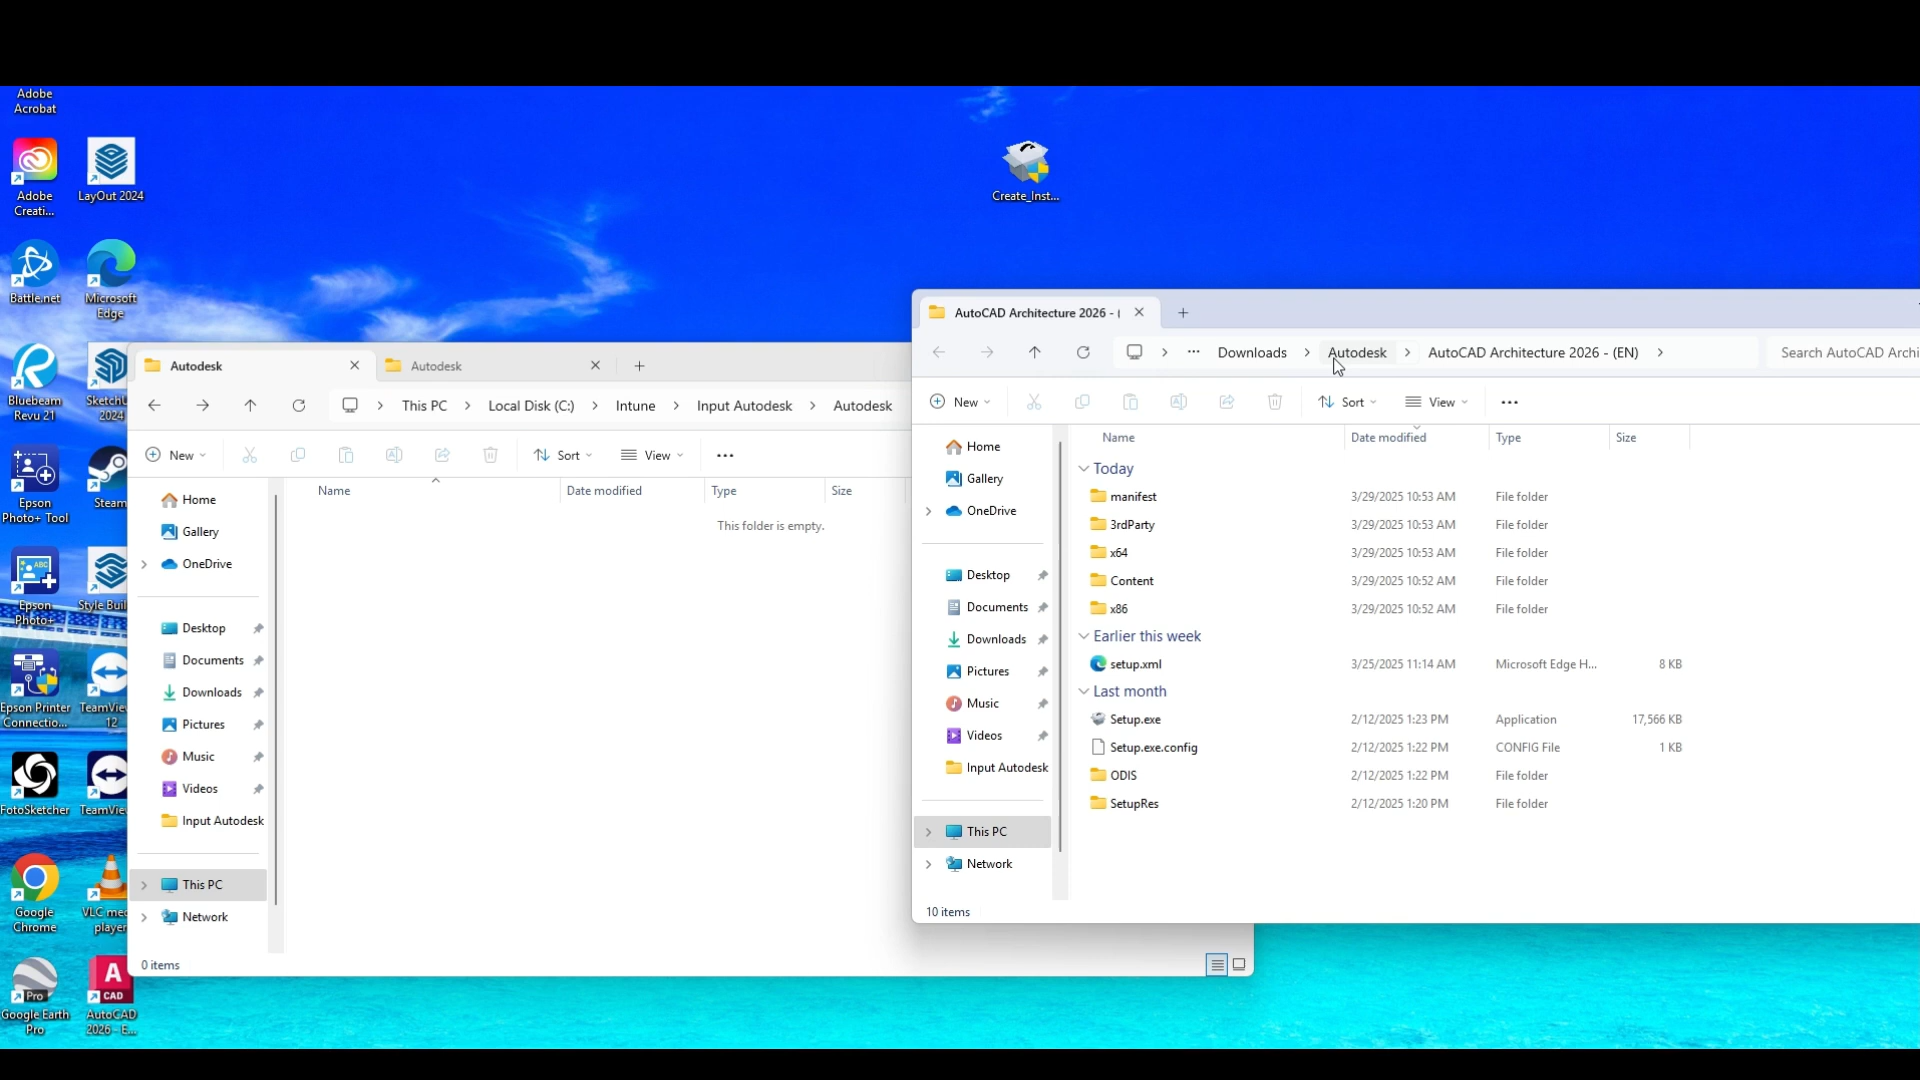 Adobe
Acrobat
Adobe
Creati...
LayOut 2024
Create_Inst...
Battle.net
Microsoft
Edge
Bluebeam
Revu 21
2024
Epson
Photo+ Tool
Steam
Epson
Photo+
Style Buil
Epson Printer
Connectio...
TeamVie
12
FotoSketcher
TeamVie
Google
Chrome
VLC me
player
Google Earth
Pro
AutoCAD
2026 - E...
Pro
A
CAD
ABC
Autodesk
Autodesk
This PC
Local Disk (C:)
Intune
Input Autodesk
Autodesk
New
Sort
View
Name
Date modified
Type
Size
This folder is empty.
Home
Gallery
OneDrive
Desktop
Documents
Downloads
Pictures
Music
Videos
Input Autodesk
This PC
Network
0 items
AutoCAD Architecture 2026 - (
Downloads
Autodesk
AutoCAD Architecture 2026 - (EN)
Search AutoCAD Archi
New
Sort
View
Home
Gallery
OneDrive
Desktop
Documents
Downloads
Pictures
Music
Videos
Input Autodesk
This PC
Network
Name Date modified Type Size
Today
manifest 3/29/2025 10:53 AM File folder
3rdParty 3/29/2025 10:53 AM File folder
x64 3/29/2025 10:53 AM File folder
Content 3/29/2025 10:52 AM File folder
x86 3/29/2025 10:52 AM File folder
Earlier this week
setup.xml 3/25/2025 11:14 AM Microsoft Edge H... 8 KB
Last month
Setup.exe 2/12/2025 1:23 PM Application 17,566 KB
Setup.exe.config 2/12/2025 1:22 PM CONFIG File 1 KB
ODIS 2/12/2025 1:22 PM File folder
SetupRes 2/12/2025 1:20 PM File folder
10 items